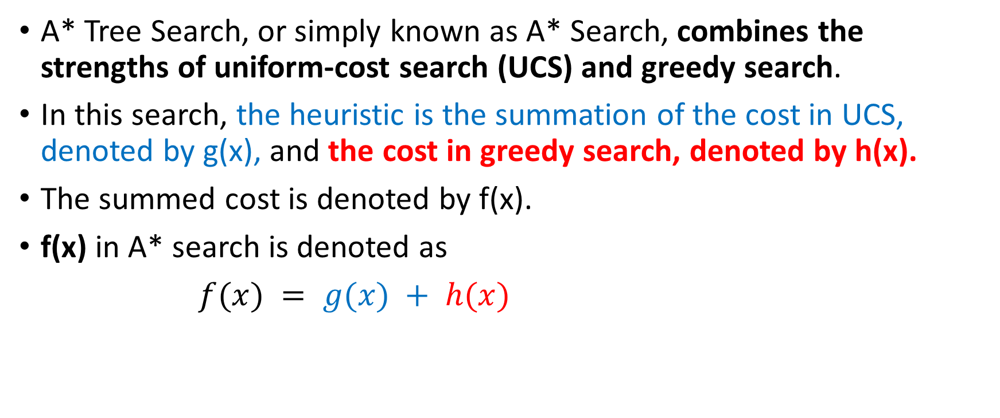 • A* Tree Search, or simply known as A* Search, combines the
strengths of uniform-cost search (UCS) and greedy search.
• In this search, the heuristic is the summation of the cost in UCS,
denoted by g(x), and the cost in greedy search, denoted by h(x).
• The summed cost is denoted by f(x).
• f(x) in A* search is denoted as
f(x) = g(x) + h(x)